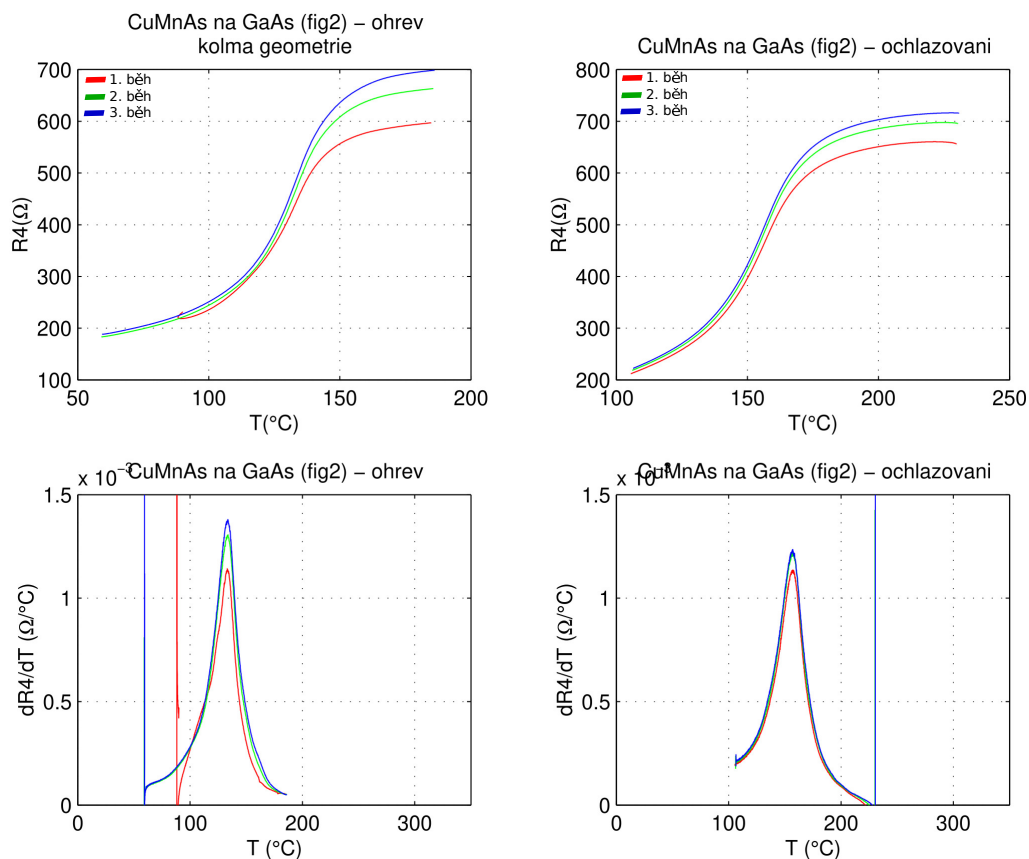 CuMnAs na GaAs (fig2) – ohrev
kolma geometrie
700
600
500
400
300
200
100
R4(Ω)
1. běh
2. běh
3. běh
50
100
150
200
T(°C)
CuMnAs na GaAs (fig2) – ochlazovani
800
700
600
500
400
300
200
R4(Ω)
1. běh
2. běh
3. běh
100
150
200
250
T(°C)
x 10⁻³
CuMnAs na GaAs (fig2) – ohrev
1.5
1
0.5
0
dR4/dT (Ω/°C)
0
100
200
300
T (°C)
x 10⁻³
CuMnAs na GaAs (fig2) – ochlazovani
1.5
1
0.5
0
dR4/dT (Ω/°C)
0
100
200
300
T (°C)